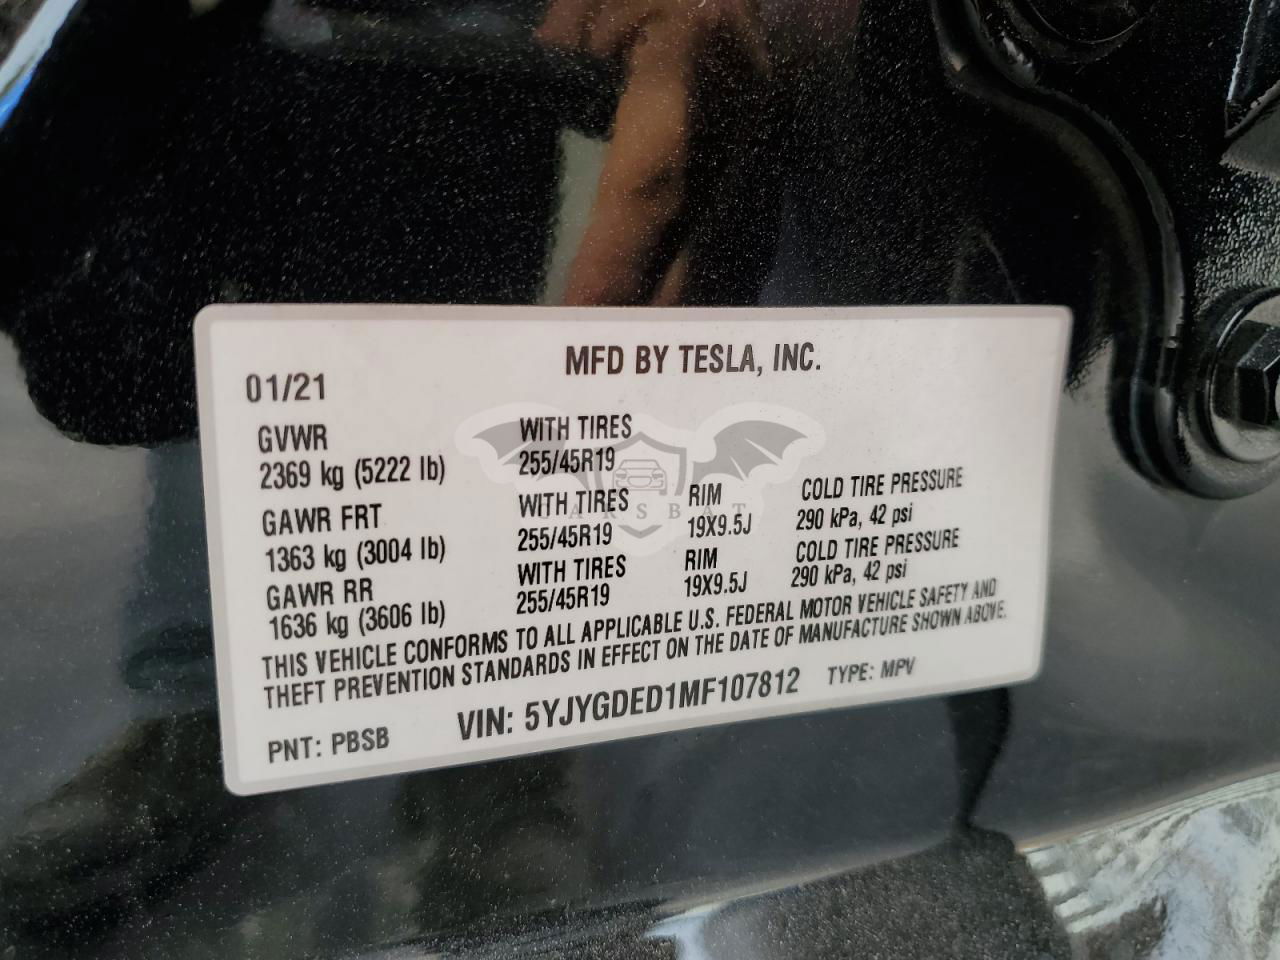 MFD BY TESLA, INC.
01/21
GVWR
2369 kg (5222 lb)
WITH TIRES
255/45R19
GAWR FRT
1363 kg (3004 lb)
WITH TIRES
255/45R19
RIM
19X9.5J
COLD TIRE PRESSURE
290 kPa, 42 psi
GAWR RR
1636 kg (3606 lb)
WITH TIRES
255/45R19
RIM
19X9.5J
COLD TIRE PRESSURE
290 kPa, 42 psi
THIS VEHICLE CONFORMS TO ALL APPLICABLE U.S. FEDERAL MOTOR VEHICLE SAFETY AND
THEFT PREVENTION STANDARDS IN EFFECT ON THE DATE OF MANUFACTURE SHOWN ABOVE.
PNT: PBSB VIN: 5YJYGDED1MF107812 TYPE: MPV